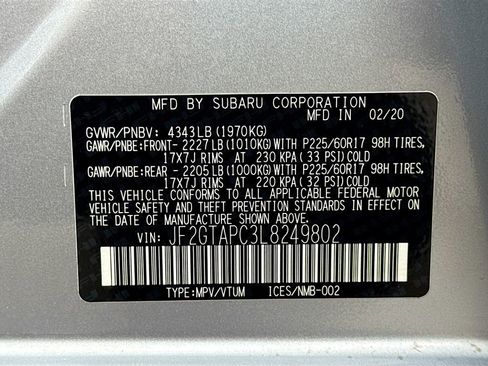 MFD BY SUBARU CORPORATION
MFD IN 02/20
GVWR/PNBV: 4343LB (1970KG)
GAWR/PNBE:FRONT- 2227 LB (1010KG) WITH P225/60R17 98H TIRES,
17X7J RIMS AT 230 KPA (33 PSI) COLD
GAWR/PNBE:REAR - 2205 LB (1000KG) WITH P225/60R17 98H TIRES,
17X7J RIMS AT 220 KPA (32 PSI) COLD
THIS VEHICLE CONFORMS TO ALL APPLICABLE FEDERAL MOTOR
VEHICLE SAFETY AND THEFT PREVENTION STANDARDS IN EFFECT
ON THE DATE OF MANUFACTURE SHOWN ABOVE.
VIN: JF2GTAPC3L8249802
TYPE:MPV/VTUM ICES/NMB-002